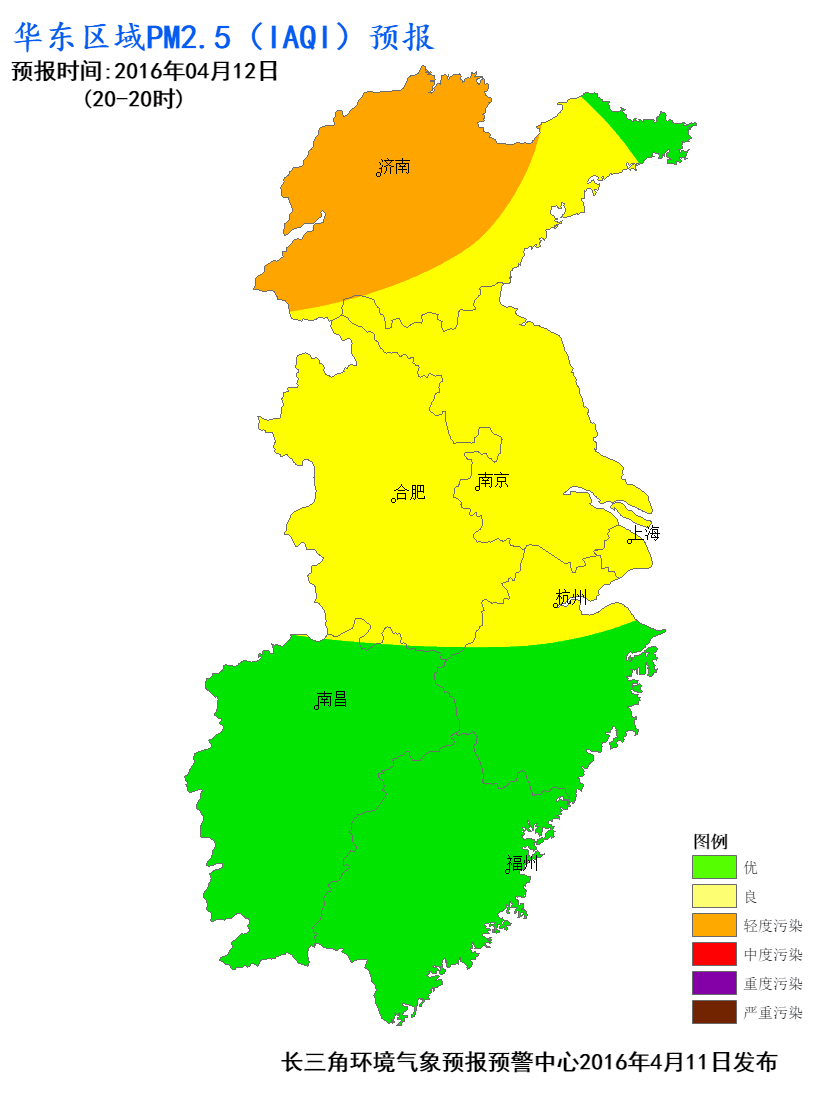 华东区域PM2.5（IAQI）预报
预报时间:2016年04月12日
(20-20时)
济南
南京
合肥
上海
杭州
南昌
福州
图例
优
良
轻度污染
中度污染
重度污染
严重污染
长三角环境气象预报预警中心2016年4月11日发布